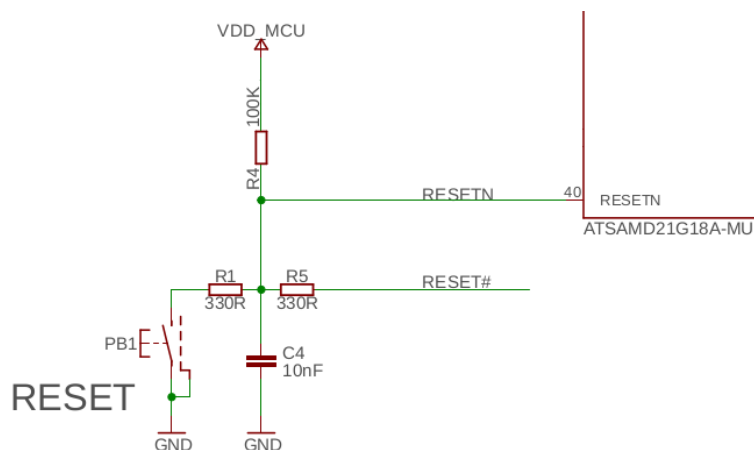 VDD_MCU
100K
R4
RESETN
40
RESETN
ATSAMD21G18A-MU
R1
330R
R5
330R
RESET#
PB1
C4
10nF
RESET
GND
GND